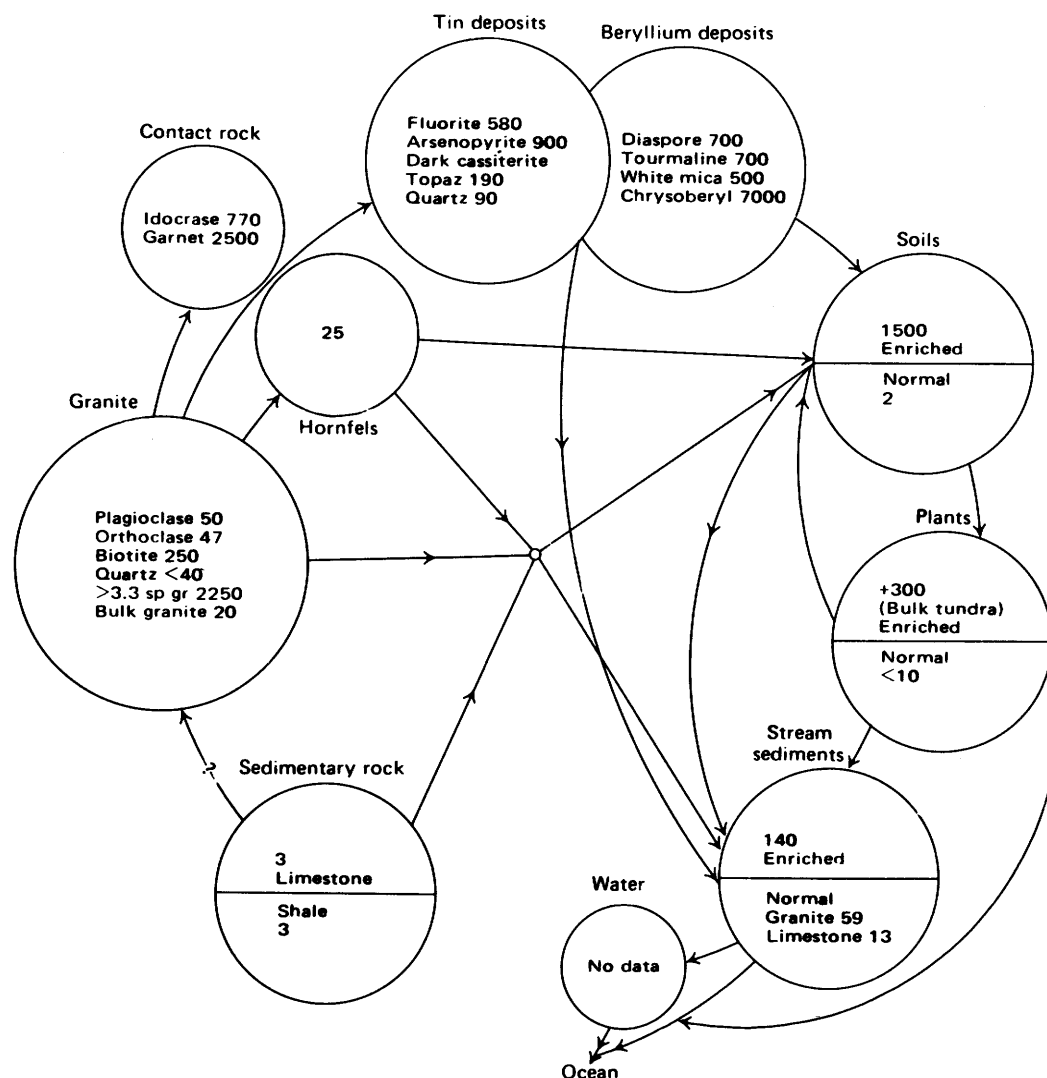 Tin deposits
Beryllium deposits
Fluorite 580
Arsenopyrite 900
Dark cassiterite
Topaz 190
Quartz 90
Diaspore 700
Tourmaline 700
White mica 500
Chrysoberyl 7000
Contact rock
Idocrase 770
Garnet 2500
Soils
1500
Enriched
Normal
2
25
Hornfels
Granite
Plagioclase 50
Orthoclase 47
Biotite 250
Quartz <40
>3.3 sp gr 2250
Bulk granite 20
Plants
+300
(Bulk tundra)
Enriched
Normal
<10
?
Sedimentary rock
3
Limestone
Shale
3
Stream
sediments
140
Enriched
Normal
Granite 59
Limestone 13
Water
No data
Ocean